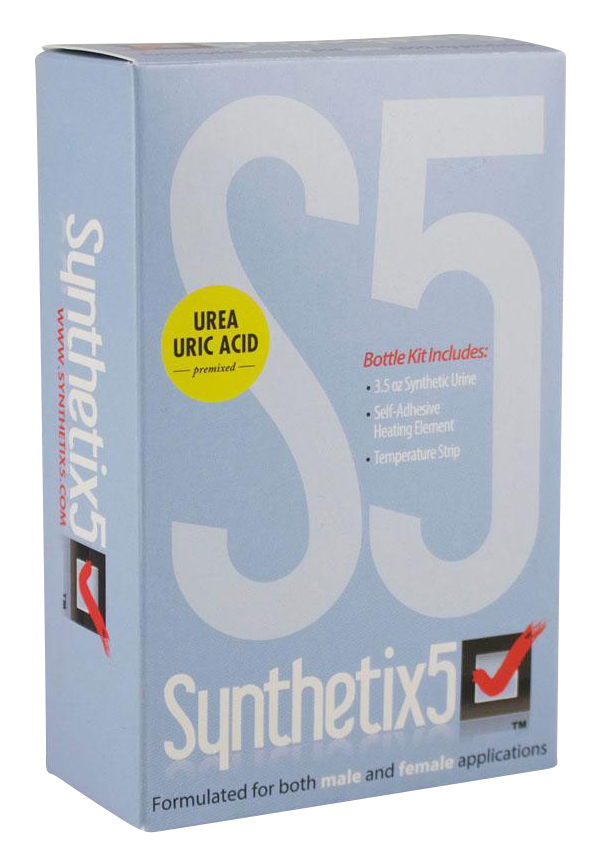 S5
UREA
URIC ACID
premixed
Bottle Kit Includes:
• 3.5 oz Synthetic Urine
• Self-Adhesive
Heating Element
• Temperature Strip
Synthetix5
TM
Formulated for both male and female applications
Synthetix5
WWW.SYNTHETIX5.COM
TM